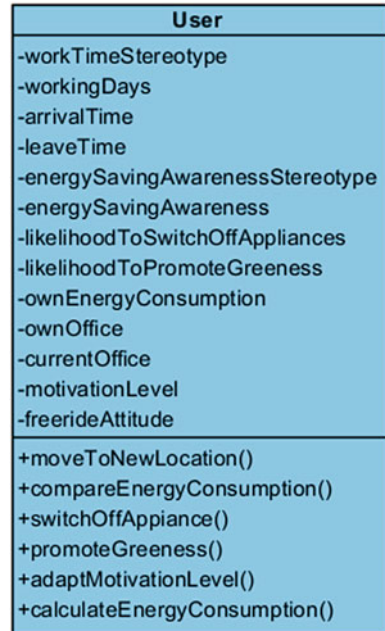 User
-workTimeStereotype
-workingDays
-arrivalTime
-leaveTime
-energySavingAwarenessStereotype
-energySavingAwareness
-likelihoodToSwitchOffAppliances
-likelihoodToPromoteGreeness
-ownEnergyConsumption
-ownOffice
-currentOffice
-motivationLevel
-freerideAttitude
+moveToNewLocation()
+compareEnergyConsumption()
+switchOffAppiance()
+promoteGreeness()
+adaptMotivationLevel()
+calculateEnergyConsumption()